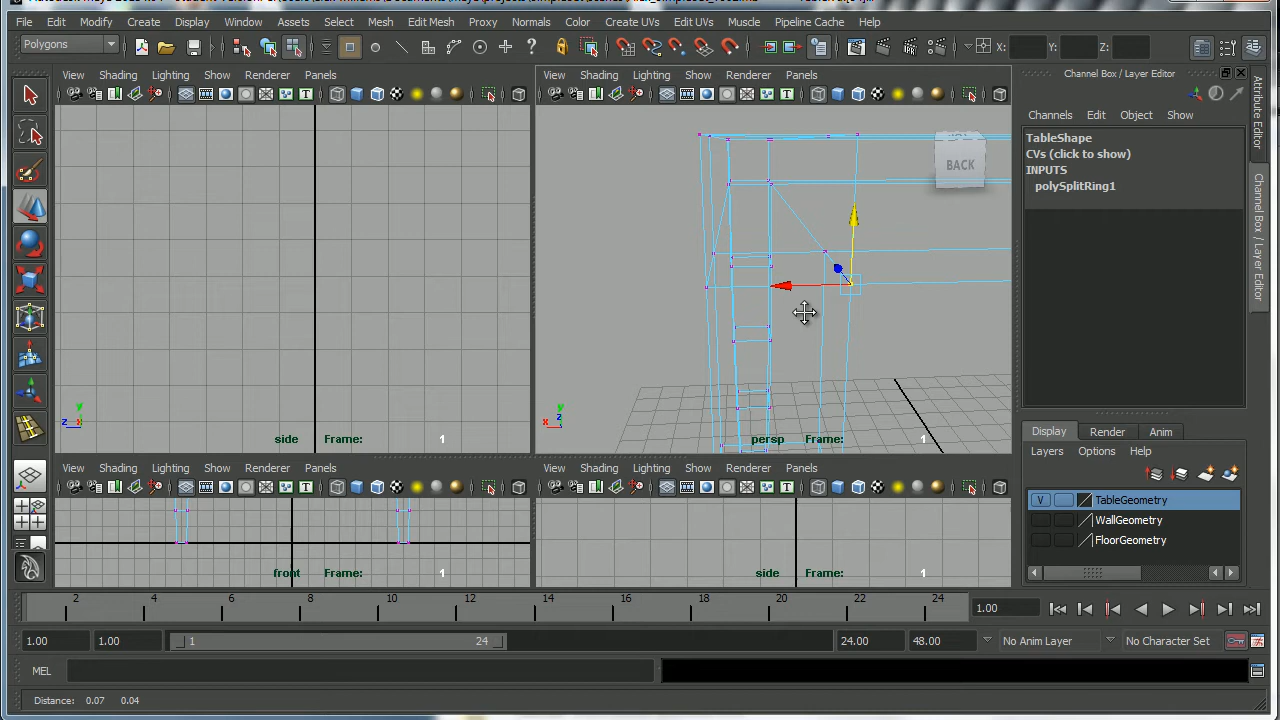 File Edit Modify Create Display Window Assets Select Mesh Edit Mesh Proxy Normals Color Create UVs Edit UVs Muscle Pipeline Cache Help
Polygons X: Y: Z:
View Shading Lighting Show Renderer Panels
View Shading Lighting Show Renderer Panels
Channel Box / Layer Editor
Channels Edit Object Show
TableShape
CVs (click to show)
INPUTS
polySplitRing1
Attribute Editor
Channel Box / Layer Editor
BACK
side Frame: 1
persp Frame: 1
Display Render Anim
Layers Options Help
V TableGeometry
WallGeometry
FloorGeometry
View Shading Lighting Show Renderer Panels
View Shading Lighting Show Renderer Panels
front Frame: 1
side Frame: 1
2 4 6 8 10 12 14 16 18 20 22 24 1.00
1.00 1.00 1 24 24.00 48.00 No Anim Layer No Character Set
MEL
Distance: 0.07 0.04